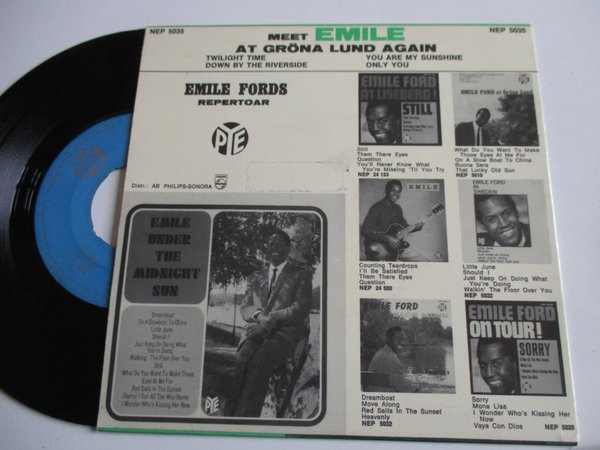 NEP 5035
MEET EMILE
NEP 5035
AT GRÖNA LUND AGAIN
TWILIGHT TIME
YOU ARE MY SUNSHINE
DOWN BY THE RIVERSIDE
ONLY YOU
EMILE FORDS
REPERTOAR
PYE
Distr.: AB PHILIPS-SONORA
PHILIPS
EMILE
UNDER
THE
MIDNIGHT
SUN
Dreamboat
On A Slowboat To China
Little June
Should I
Just Keep On Doing What
You're Doing
Walking The Floor Over You
Still
What Do You Want To Make Those
Eyes At Me For
Red Sails In The Sunset
(Sorry) I Ran All The Way Home
I Wonder Who's Kissing Her Now
PYE
EMILE FORD
AT LISEBERG!
STILL
Still
Them There Eyes
Question
You'll Never Know What
You're Missing 'Til You Try
NEP 24 133
EMILE FORD at Gröna Lund
What Do You Want To Make
Those Eyes At Me For
On A Slow Boat To China
Buona Sera
That Lucky Old Sun
NEP 5015
EMILE
Counting Teardrops
I'll Be Satisfied
Them There Eyes
Question
NEP 24 500
EMILE FORD
IN
SWEDEN
Little June
Should I
Just Keep On Doing What
You're Doing
Walkin' The Floor Over You
NEP 5022
EMILE FORD
Dreamboat
Move Along
Red Sails In The Sunset
Heavenly
NEP 5032
EMILE FORD
ON TOUR!
SORRY
Sorry
Mona Lisa
I Wonder Who's Kissing Her
Now
Vaya Con Dios
NEP 5025